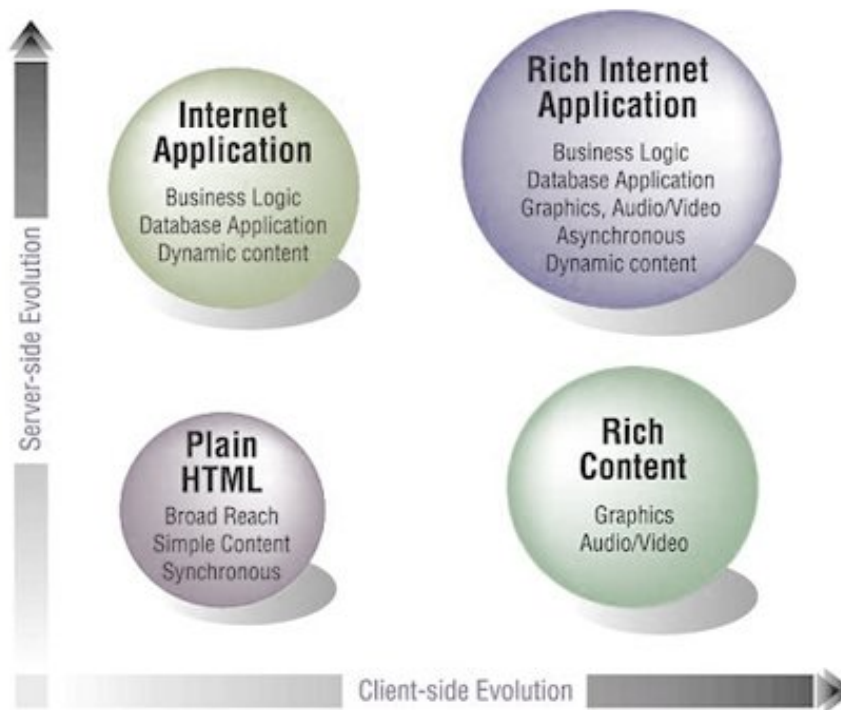 Internet
Application
Business Logic
Database Application
Dynamic content
Rich Internet
Application
Business Logic
Database Application
Graphics, Audio/Video
Asynchronous
Dynamic content
Server-side Evolution
Plain
HTML
Broad Reach
Simple Content
Synchronous
Rich
Content
Graphics
Audio/Video
Client-side Evolution